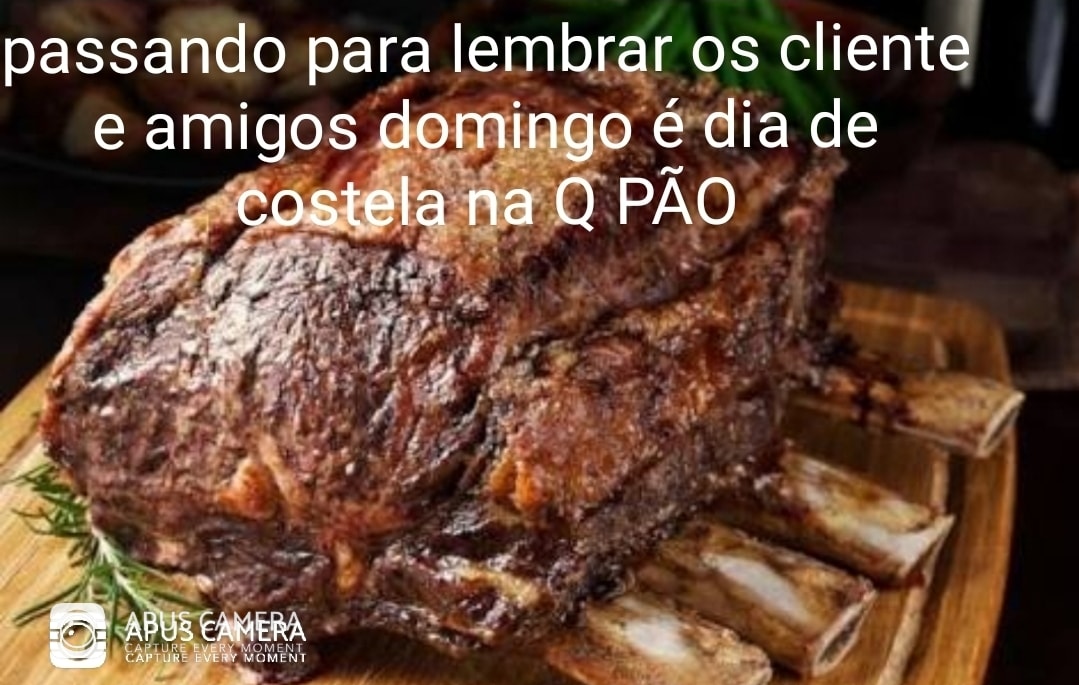 passando para lembrar os cliente
e amigos domingo é dia de
costela na Q PÃO
APUS CAMERA
CAPTURE EVERY MOMENT